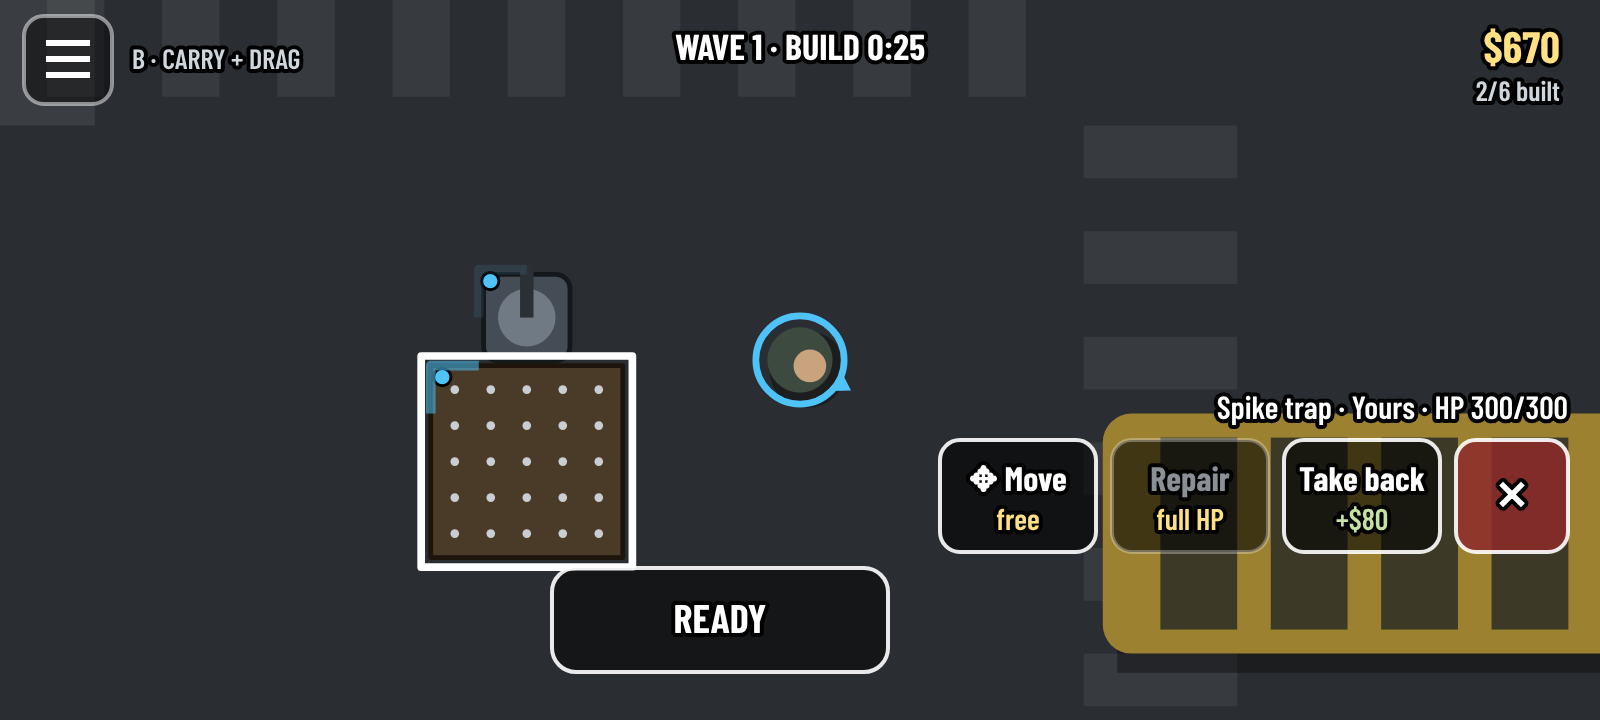 B · CARRY + DRAG
WAVE 1 · BUILD 0:25
$670
2/6 built
Spike trap · Yours · HP 300/300
Move
free
Repair
full HP
Take back
+$80
READY